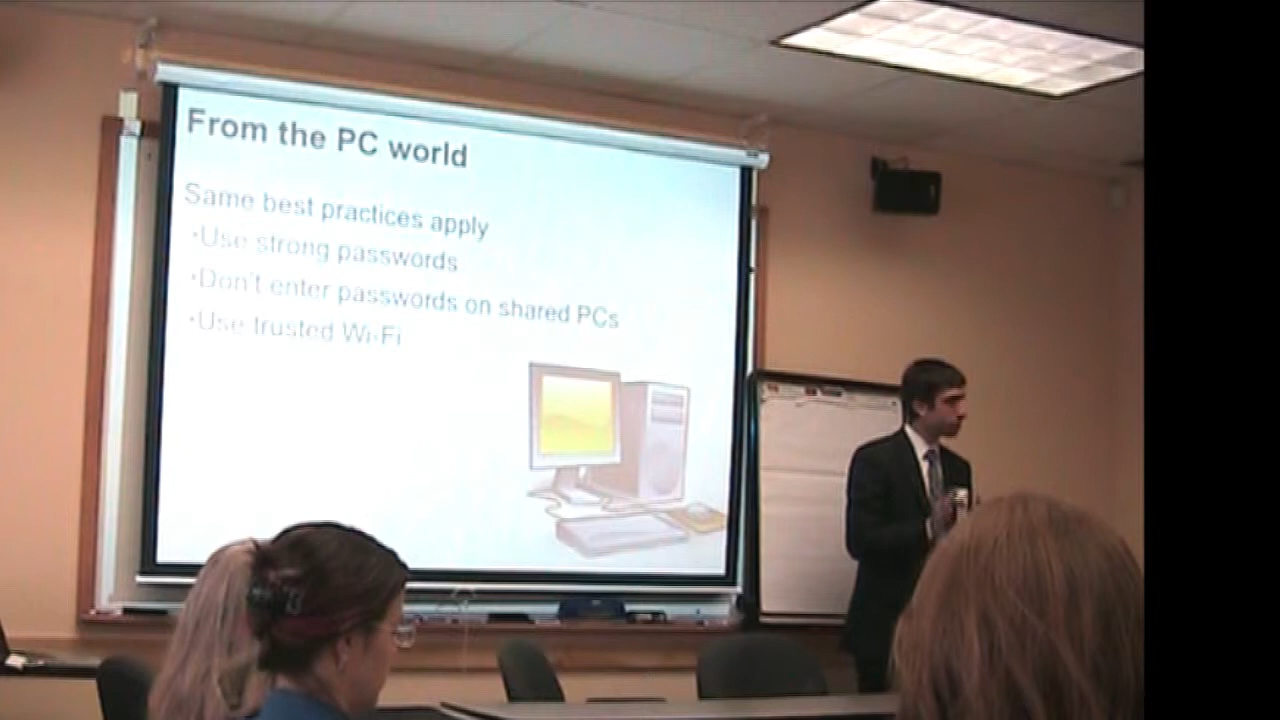 From the PC world
Same best practices apply
•Use strong passwords
•Don't enter passwords on shared PCs
•Use trusted Wi-Fi